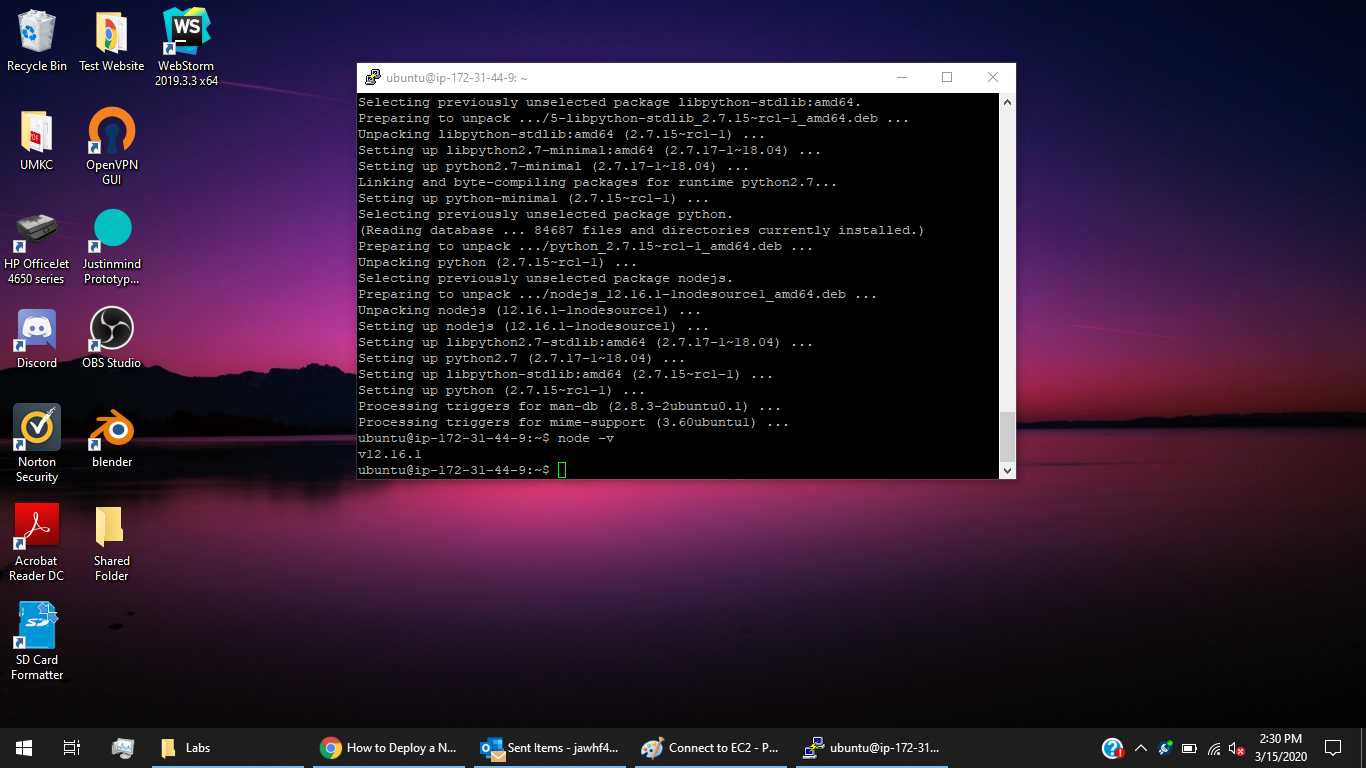 Recycle Bin
Test Website
WS
WebStorm
2019.3.3 x64
UMKC
PDF
OpenVPN
GUI
HP OfficeJet
4650 series
Justinmind
Prototyp...
Discord
OBS Studio
Norton
Security
blender
Acrobat
Reader DC
Shared
Folder
SD
SD Card
Formatter
ubuntu@ip-172-31-44-9: ~
Selecting previously unselected package libpython-stdlib:amd64.
Preparing to unpack .../5-libpython-stdlib_2.7.15~rc1-1_amd64.deb ...
Unpacking libpython-stdlib:amd64 (2.7.15~rc1-1) ...
Setting up libpython2.7-minimal:amd64 (2.7.17-1~18.04) ...
Setting up python2.7-minimal (2.7.17-1~18.04) ...
Linking and byte-compiling packages for runtime python2.7...
Setting up python-minimal (2.7.15~rc1-1) ...
Selecting previously unselected package python.
(Reading database ... 84687 files and directories currently installed.)
Preparing to unpack .../python_2.7.15~rc1-1_amd64.deb ...
Unpacking python (2.7.15~rc1-1) ...
Selecting previously unselected package nodejs.
Preparing to unpack .../nodejs_12.16.1-1nodesource1_amd64.deb ...
Unpacking nodejs (12.16.1-1nodesource1) ...
Setting up nodejs (12.16.1-1nodesource1) ...
Setting up libpython2.7-stdlib:amd64 (2.7.17-1~18.04) ...
Setting up python2.7 (2.7.17-1~18.04) ...
Setting up libpython-stdlib:amd64 (2.7.15~rc1-1) ...
Setting up python (2.7.15~rc1-1) ...
Processing triggers for man-db (2.8.3-2ubuntu0.1) ...
Processing triggers for mime-support (3.60ubuntu1) ...
ubuntu@ip-172-31-44-9:~$ node -v
v12.16.1
ubuntu@ip-172-31-44-9:~$
Labs
How to Deploy a N...
Sent Items - jawhf4...
Connect to EC2 - P...
ubuntu@ip-172-31...
2:30 PM
3/15/2020